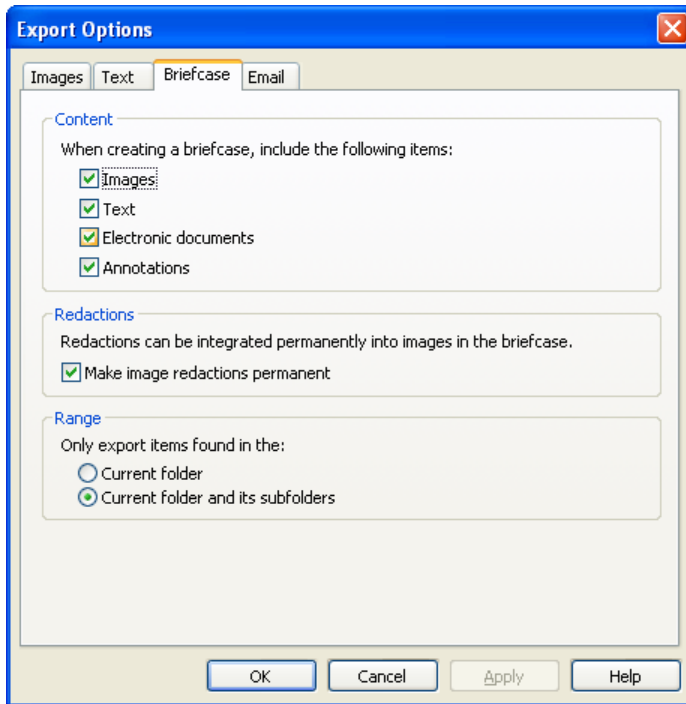 Export Options
Images Text Briefcase Email
Content
When creating a briefcase, include the following items:
Images
Text
Electronic documents
Annotations
Redactions
Redactions can be integrated permanently into images in the briefcase.
Make image redactions permanent
Range
Only export items found in the:
Current folder
Current folder and its subfolders
OK Cancel Apply Help